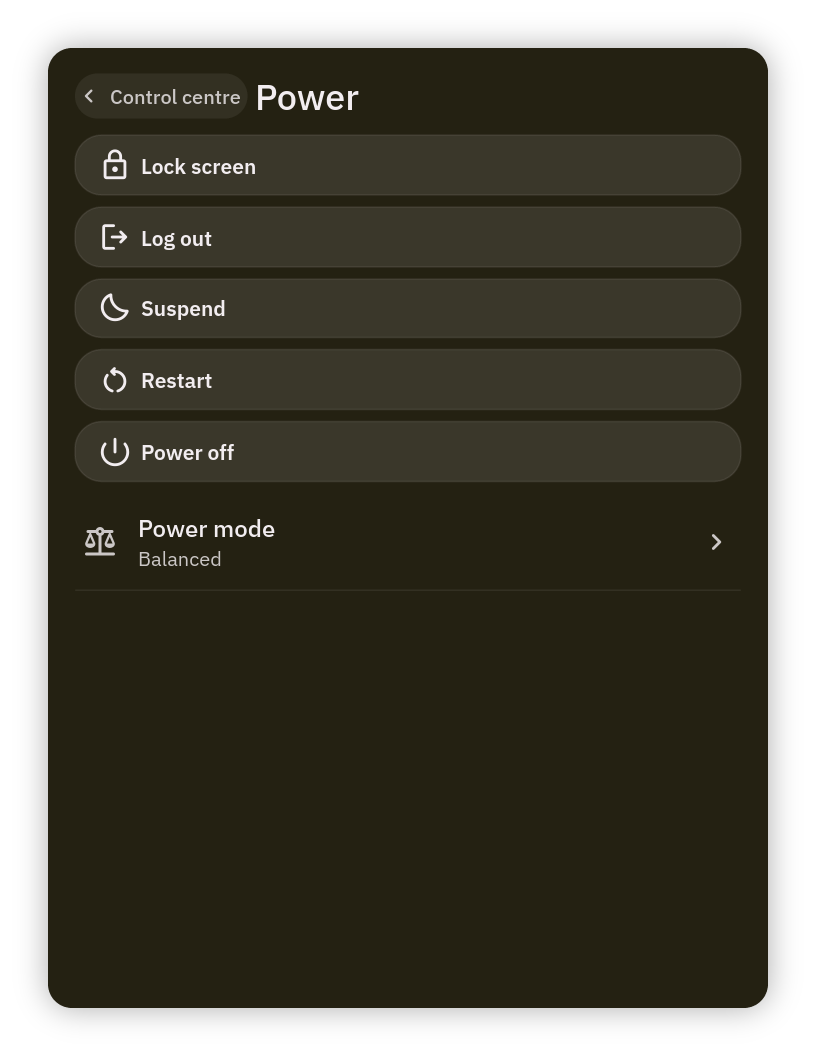 Control centre Power
Lock screen
Log out
Suspend
Restart
Power off
Power mode
Balanced